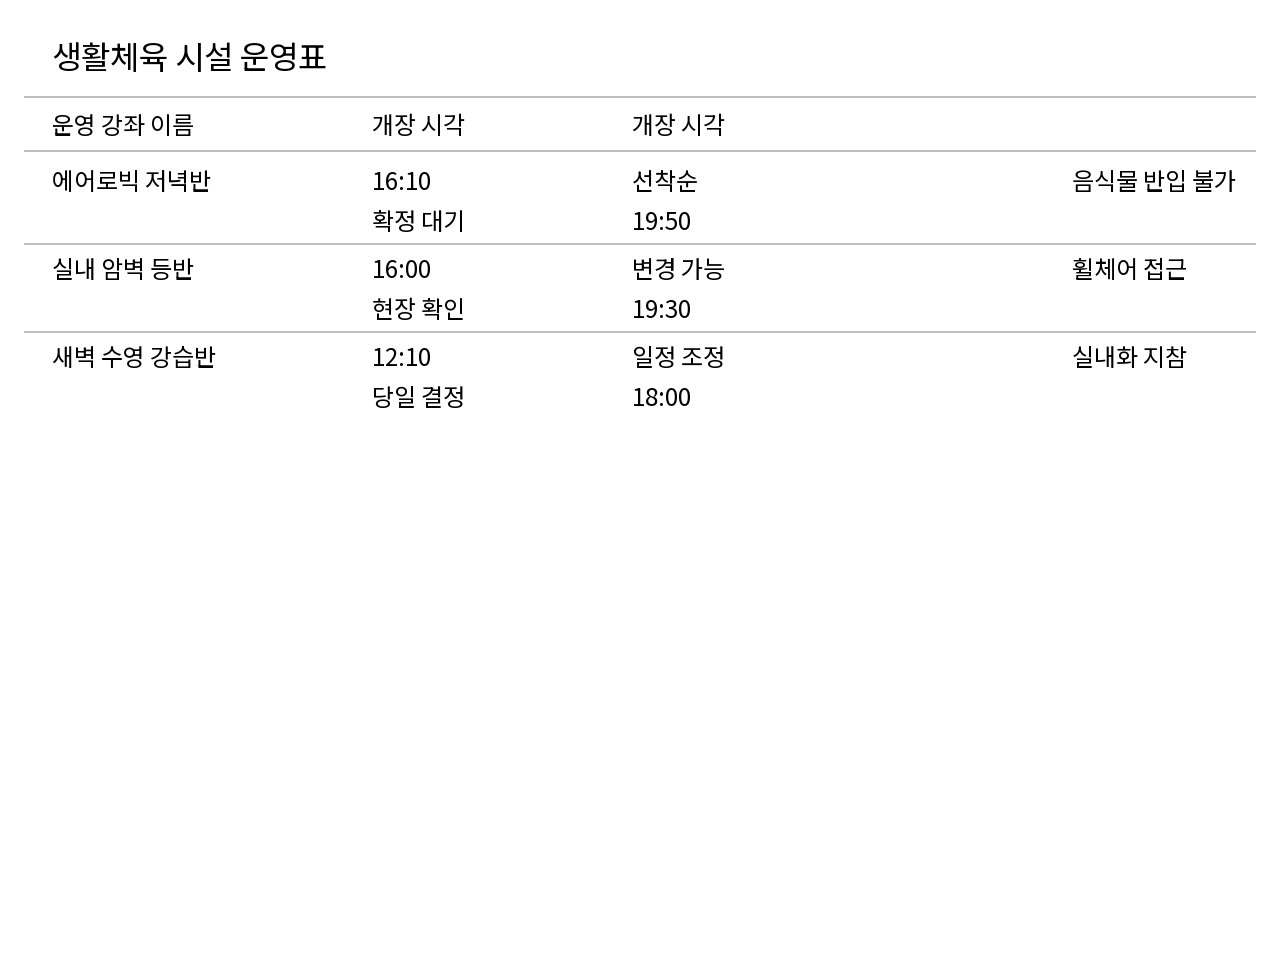 생활체육 시설 운영표
운영 강좌 이름 개장 시각 개장 시각
에어로빅 저녁반 16:10 선착순 음식물 반입 불가
확정 대기 19:50
실내 암벽 등반 16:00 변경 가능 휠체어 접근
현장 확인 19:30
새벽 수영 강습반 12:10 일정 조정 실내화 지참
당일 결정 18:00